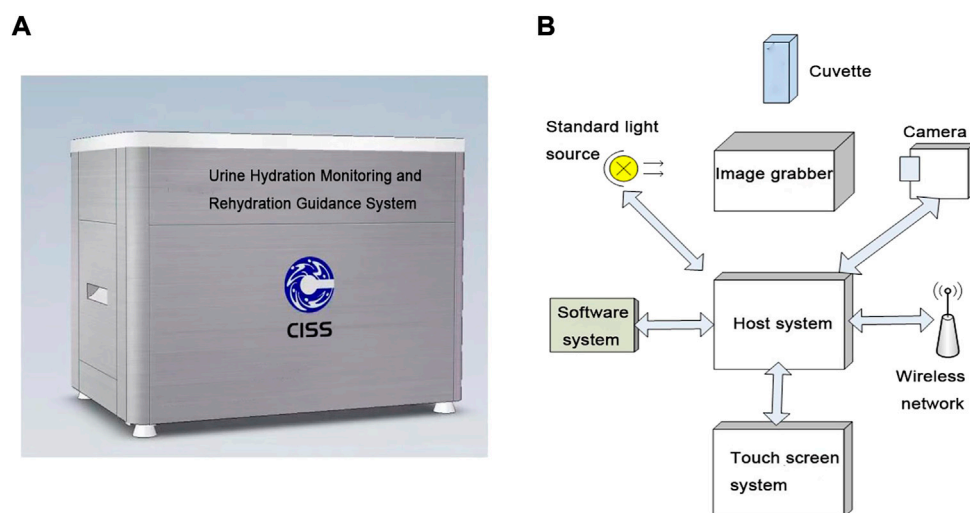 A
Urine Hydration Monitoring and
Rehydration Guidance System
CISS
B
Cuvette
Standard light
source
Image grabber
Camera
Software
system
Host system
Wireless
network
Touch screen
system